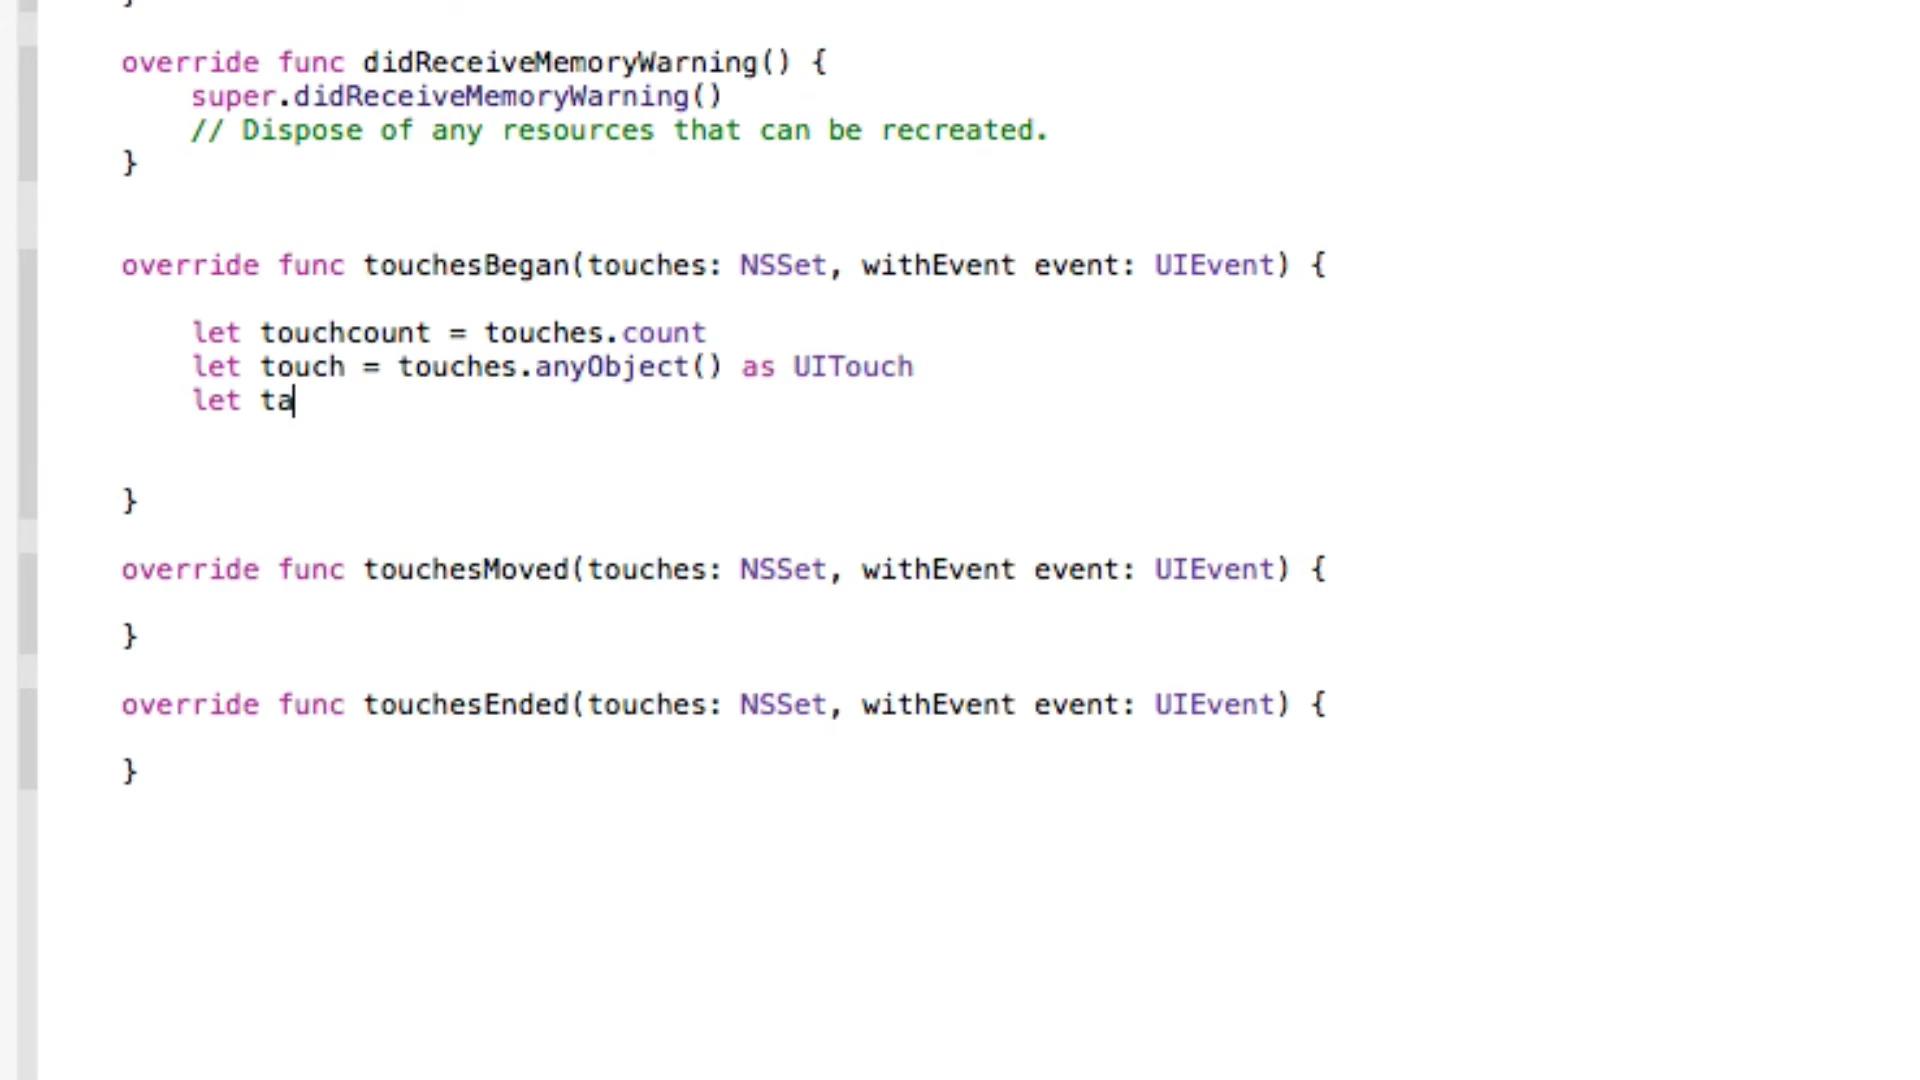 }
override func didReceiveMemoryWarning() {
super.didReceiveMemoryWarning()
// Dispose of any resources that can be recreated.
}
override func touchesBegan(touches: NSSet, withEvent event: UIEvent) {
let touchcount = touches.count
let touch = touches.anyObject() as UITouch
let ta
}
override func touchesMoved(touches: NSSet, withEvent event: UIEvent) {
}
override func touchesEnded(touches: NSSet, withEvent event: UIEvent) {
}